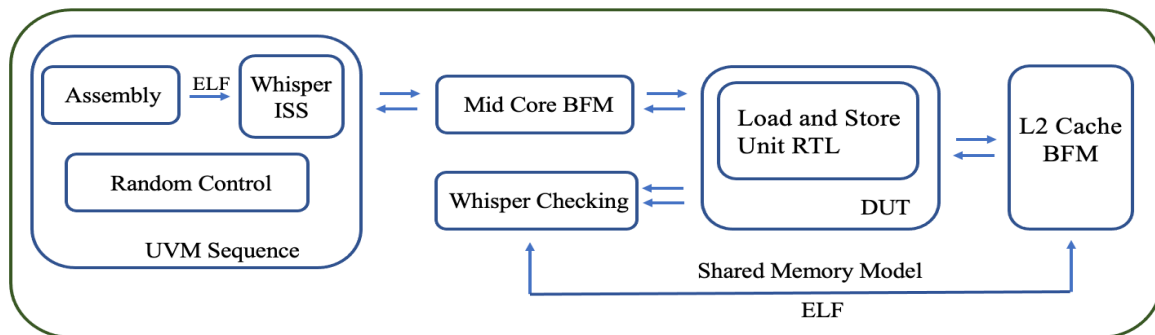 Assembly
ELF
Whisper
ISS
Random Control
UVM Sequence
Mid Core BFM
Whisper Checking
Load and Store
Unit RTL
DUT
L2 Cache
BFM
Shared Memory Model
ELF